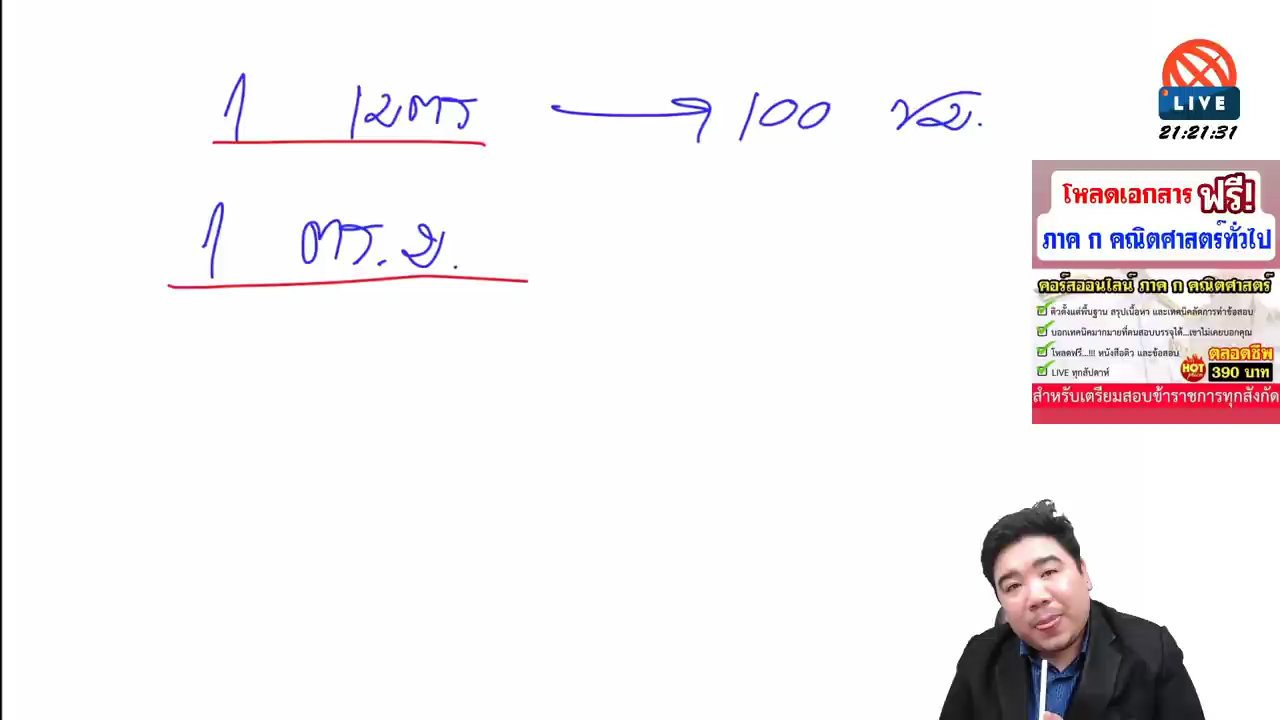 1 เมตร → 100 ซม.
1 ตร.ม.
LIVE
21:21:31
โหลดเอกสาร ฟรี!
ภาค ก คณิตศาสตร์ทั่วไป
คอร์สออนไลน์ ภาค ก คณิตศาสตร์
ติวตั้งแต่พื้นฐาน สรุปเนื้อหา และเทคนิคลัดการทำข้อสอบ
บอกเทคนิคมากมายที่คนสอบบรรจุได้...เขาไม่เคยบอกคุณ
โหลดฟรี...!!! หนังสือติว และข้อสอบ
LIVE ทุกสัปดาห์
HOT
ตลอดชีพ
390 บาท
สำหรับเตรียมสอบข้าราชการทุกสังกัด